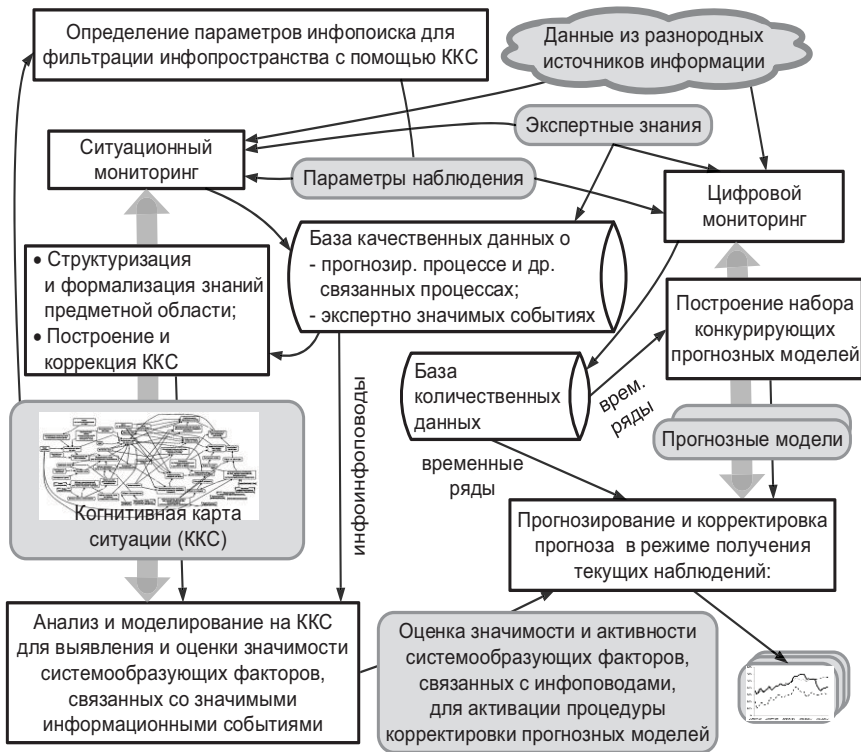 Определение параметров инфопоиска для
фильтрации инфопространства с помощью ККС
Данные из разнородных
источников информации
Экспертные знания
Ситуационный
мониторинг
Параметры наблюдения
Цифровой
мониторинг
База качественных данных о
- прогнозир. процессе и др.
связанных процессах;
- экспертно значимых событиях
• Структуризация
и формализация знаний
предметной области;
• Построение и
коррекция ККС
Построение набора
конкурирующих
прогнозных моделей
База
количественных
данных
врем.
ряды
Прогнозные модели
временные
ряды
инфоинфоповоды
Когнитивная карта
ситуации (ККС)
Прогнозирование и корректировка
прогноза в режиме получения
текущих наблюдений:
Анализ и моделирование на ККС
для выявления и оценки значимости
системообразующих факторов,
связанных со значимыми
информационными событиями
Оценка значимости и активности
системообразующих факторов,
связанных с инфоповодами,
для активации процедуры
корректировки прогнозных моделей